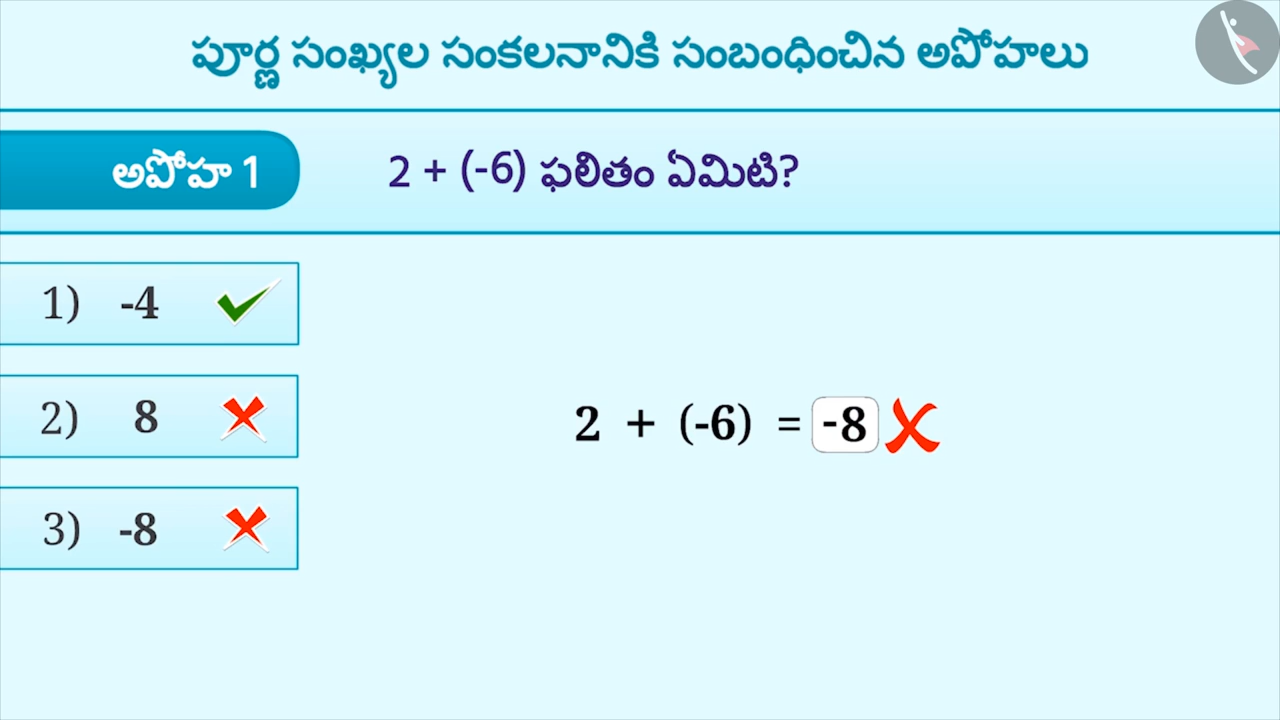 పూర్ణ సంఖ్యల సంకలనానికి సంబంధించిన అపోహలు
అపోహ 1
2 + (-6) ఫలితం ఏమిటి?
1) -4
2) 8
3) -8
2 + (-6) = -8